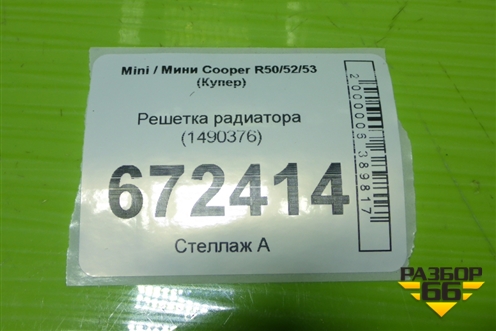 Mini / Мини Cooper R50/52/53
(Купер)
Решетка радиатора
(1490376)
672414
Стеллаж А
2000006389817
РАЗБОР
66